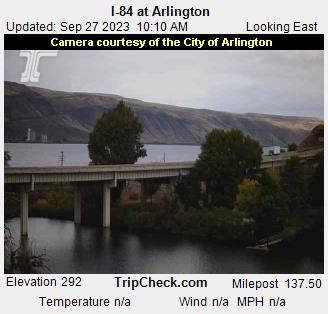 I-84 at Arlington
Updated: Sep 27 2023 10:10 AM Looking East
Camera courtesy of the City of Arlington
Elevation 292 TripCheck.com Milepost 137.50
Temperature n/a Wind n/a MPH n/a